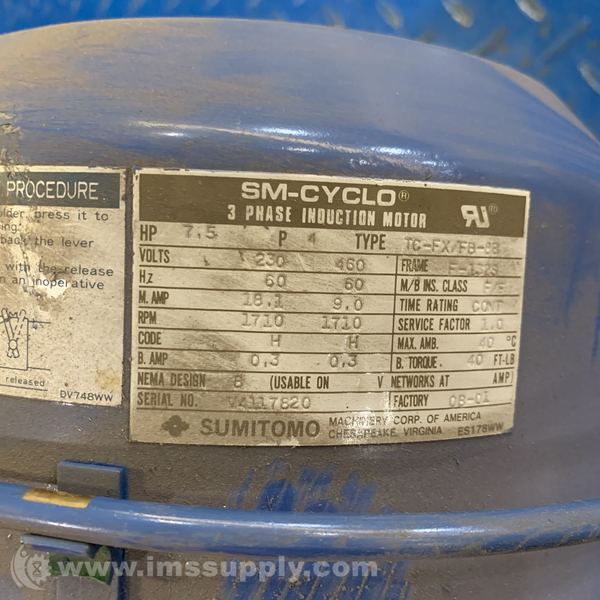 PROCEDURE
older, press it to
ing:
back the lever
with the release
an inoperative
released
DV748WW
SM-CYCLO®
3 PHASE INDUCTION MOTOR
HP 7.5 P 4 TYPE TC-FX/FB-8B
VOLTS 230 460 FRAME
Hz 60 60 M/B INS. CLASS F/F
M. AMP 18.1 9.0 TIME RATING CONT
RPM 1710 1710 SERVICE FACTOR 1.0
CODE H H MAX. AMB. 40 °C
B. AMP 0.3 0.3 B. TORQUE. 40 FT-LB
NEMA DESIGN B (USABLE ON V NETWORKS AT AMP)
SERIAL NO. V4117820 FACTORY 08-01
SUMITOMO MACHINERY CORP. OF AMERICA
CHESAPEAKE, VIRGINIA ES178WW
www.imssupply.com